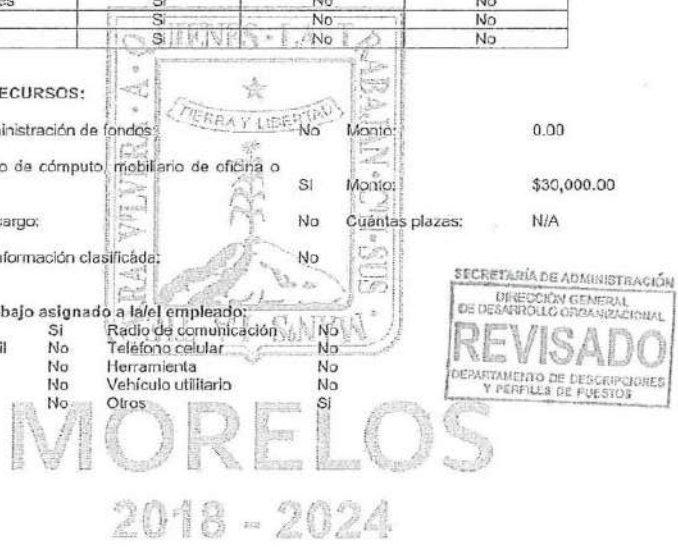 es Si No No
Si No No
Si No No
ECURSOS:
inistración de fondos: No Monto: 0.00
o de cómputo, mobiliario de oficina o
Si Monto: $30,000.00
cargo: No Cuántas plazas: N/A
nformación clasificada: No
bajo asignado a la/el empleado:
Si Radio de comunicación No
il No Teléfono celular No
No Herramienta No
No Vehículo utilitario No
No Otros Si
TIERRA Y LIBERTAD
SECRETARÍA DE ADMINISTRACIÓN
DIRECCIÓN GENERAL
DE DESARROLLO ORGANIZACIONAL
REVISADO
DEPARTAMENTO DE DESCRIPCIONES
Y PERFILES DE PUESTOS
MORELOS
2018 - 2024